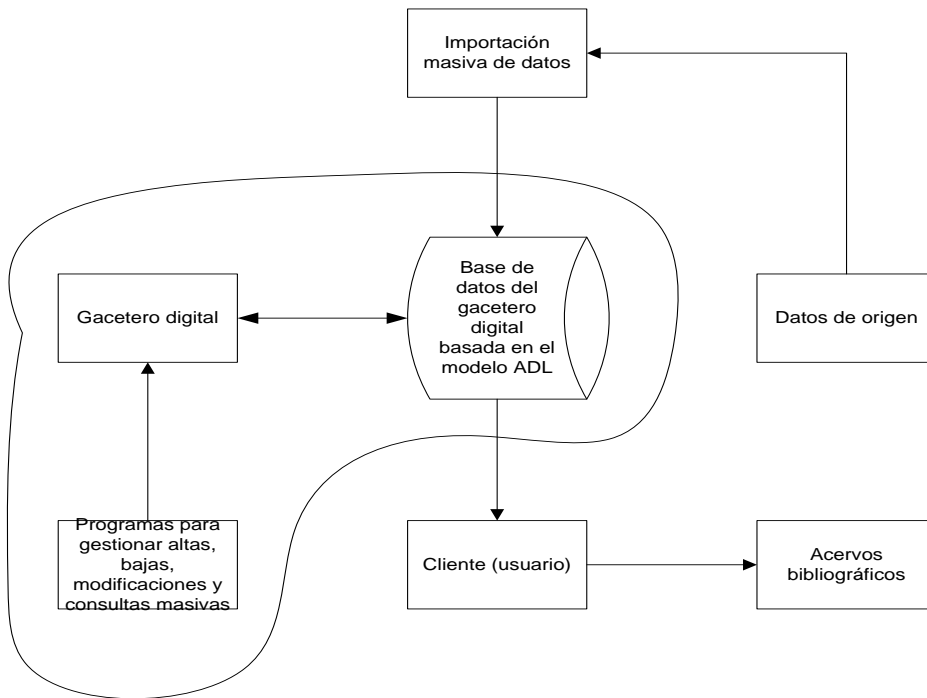 Importación
masiva de datos
Gacetero digital
Base de
datos del
gacetero
digital
basada en el
modelo ADL
Datos de origen
Programas para
gestionar altas,
bajas,
modificaciones y
consultas masivas
Cliente (usuario)
Acervos
bibliográficos